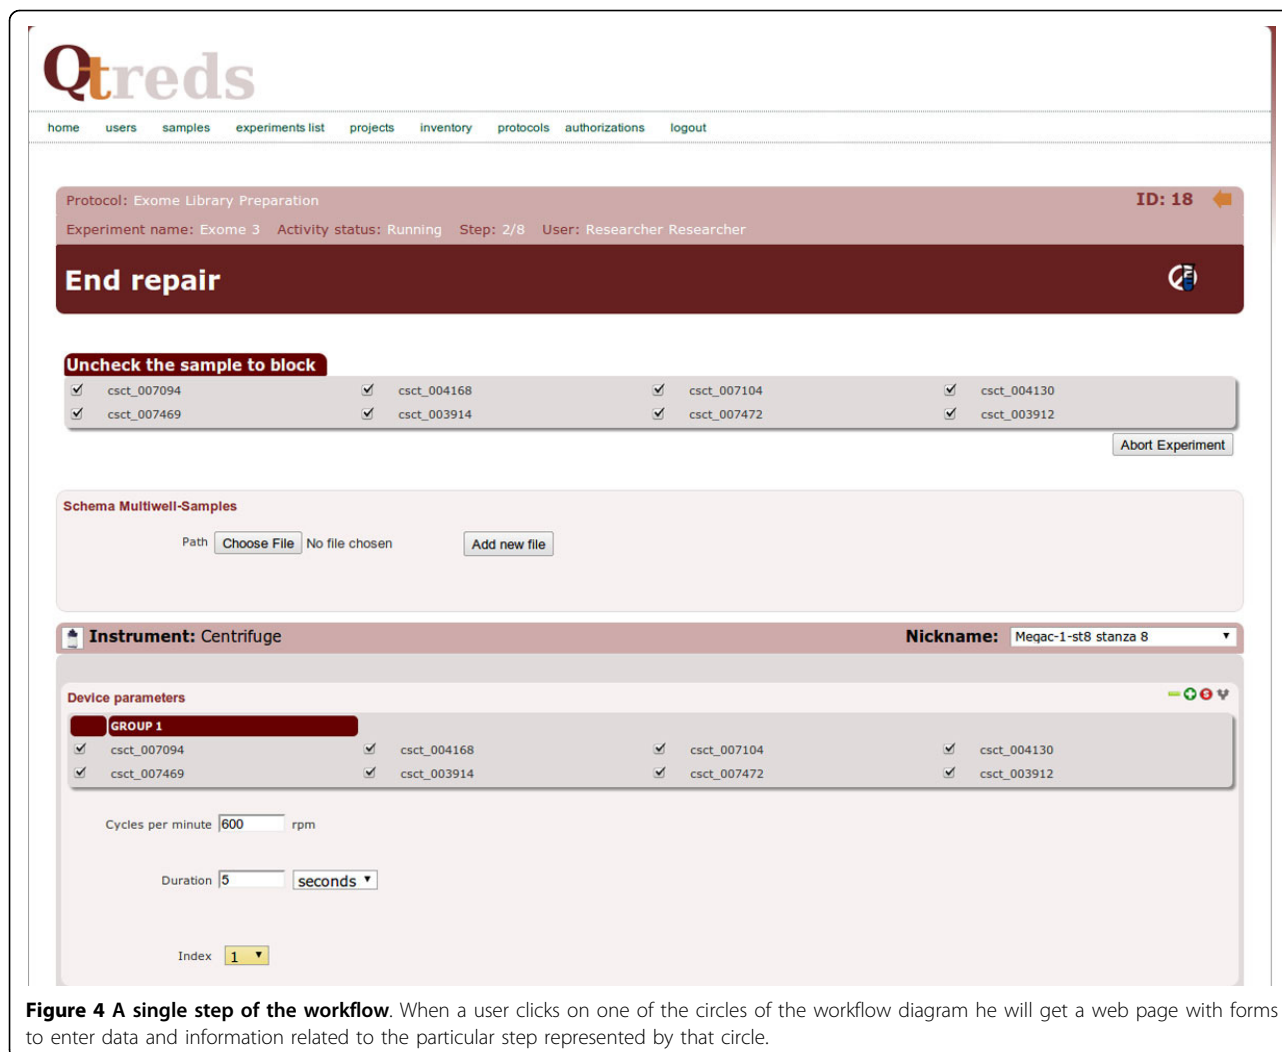 Qtreds
home users samples experiments list projects inventory protocols authorizations logout
Protocol: Exome Library Preparation ID: 18
Experiment name: Exome 3 Activity status: Running Step: 2/8 User: Researcher Researcher
End repair
Uncheck the sample to block
csct_007094 csct_004168 csct_007104 csct_004130
csct_007469 csct_003914 csct_007472 csct_003912
Abort Experiment
Schema Multiwell-Samples
Path Choose File No file chosen Add new file
Instrument: Centrifuge Nickname: Megac-1-st8 stanza 8
Device parameters
GROUP 1
csct_007094 csct_004168 csct_007104 csct_004130
csct_007469 csct_003914 csct_007472 csct_003912
Cycles per minute 600 rpm
Duration 5 seconds
Index 1
Figure 4 A single step of the workflow. When a user clicks on one of the circles of the workflow diagram he will get a web page with forms
to enter data and information related to the particular step represented by that circle.